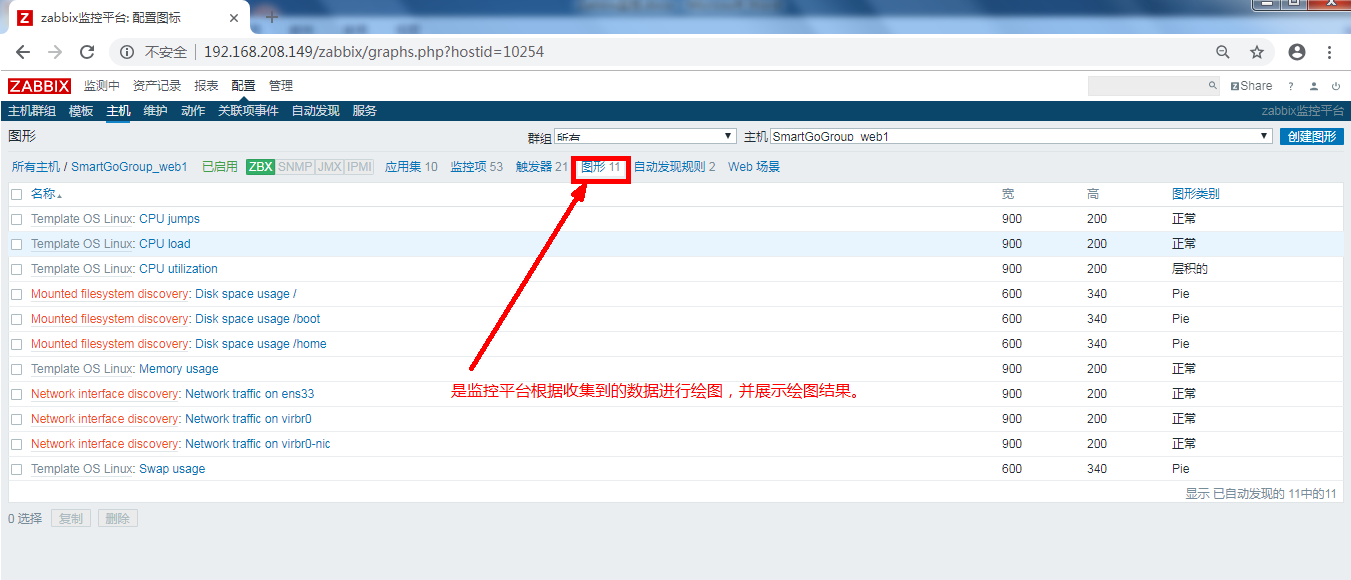 Z zabbix监控平台: 配置图标
不安全 192.168.208.149/zabbix/graphs.php?hostid=10254
ZABBIX 监测中 资产记录 报表 配置 管理 Z Share ?
主机群组 模板 主机 维护 动作 关联项事件 自动发现 服务 zabbix监控平台
图形 群组 所有 主机 SmartGoGroup_web1 创建图形
所有主机 / SmartGoGroup_web1 已启用 ZBX SNMP JMX IPMI 应用集 10 监控项 53 触发器 21 图形 11 自动发现规则 2 Web 场景
名称 宽 高 图形类别
Template OS Linux: CPU jumps 900 200 正常
Template OS Linux: CPU load 900 200 正常
Template OS Linux: CPU utilization 900 200 层积的
Mounted filesystem discovery: Disk space usage / 600 340 Pie
Mounted filesystem discovery: Disk space usage /boot 600 340 Pie
Mounted filesystem discovery: Disk space usage /home 600 340 Pie
Template OS Linux: Memory usage 900 200 正常
是监控平台根据收集到的数据进行绘图，并展示绘图结果。
Network interface discovery: Network traffic on ens33 900 200 正常
Network interface discovery: Network traffic on virbr0 900 200 正常
Network interface discovery: Network traffic on virbr0-nic 900 200 正常
Template OS Linux: Swap usage 600 340 Pie
显示 已自动发现的 11中的11
0 选择 复制 删除